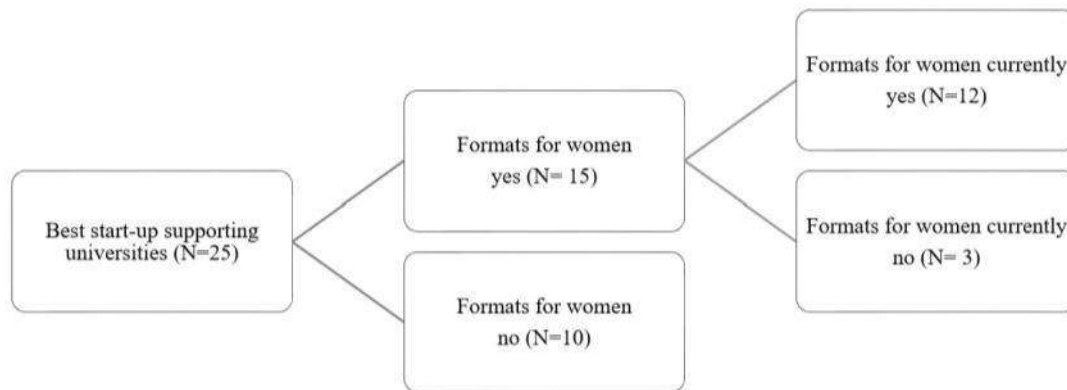 Best start-up supporting
universities (N=25)
Formats for women
yes (N= 15)
Formats for women
no (N=10)
Formats for women currently
yes (N=12)
Formats for women currently
no (N= 3)